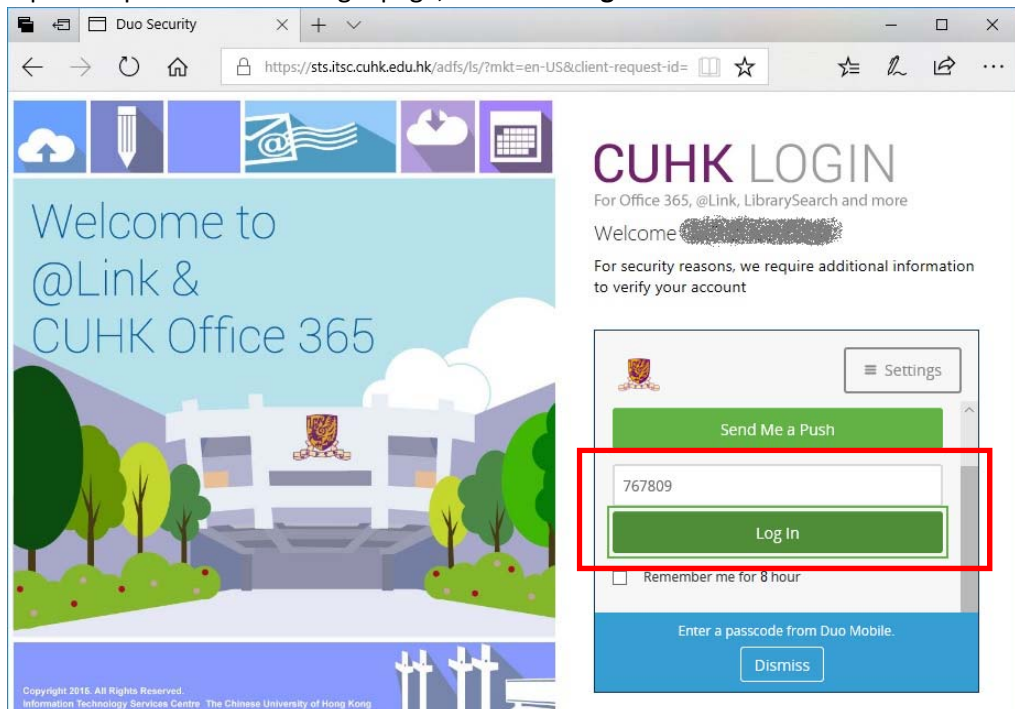 Duo Security
https://sts.itsc.cuhk.edu.hk/adfs/ls/?mkt=en-US&client-request-id=
Welcome to
@Link &
CUHK Office 365
Copyright 2015. All Rights Reserved.
Information Technology Services Centre The Chinese University of Hong Kong
CUHK LOGIN
For Office 365, @Link, LibrarySearch and more
Welcome
For security reasons, we require additional information
to verify your account
Settings
Send Me a Push
767809
Log In
Remember me for 8 hour
Enter a passcode from Duo Mobile.
Dismiss